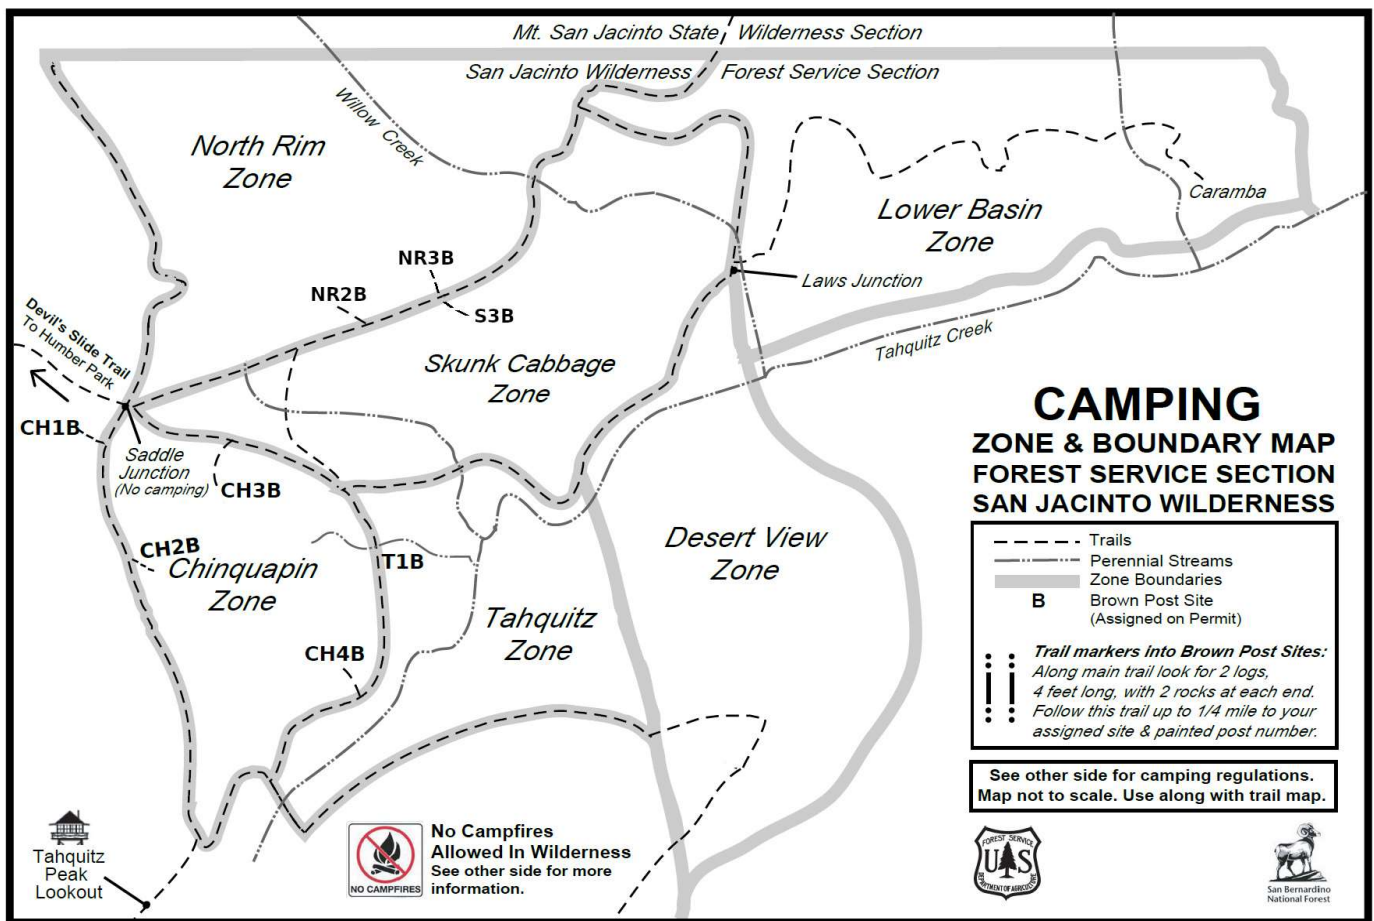 Mt. San Jacinto State Wilderness Section
San Jacinto Wilderness Forest Service Section
Willow Creek
North Rim
Zone
Lower Basin
Zone
Caramba
NR3B
NR2B
S3B
Laws Junction
Devil's Slide Trail
To Humber Park
Tahquitz Creek
Skunk Cabbage
Zone
CH1B
Saddle
Junction
(No camping)
CH3B
CH2B
Chinquapin
Zone
T1B
Desert View
Zone
Tahquitz
Zone
CH4B
CAMPING
ZONE & BOUNDARY MAP
FOREST SERVICE SECTION
SAN JACINTO WILDERNESS
Trails
Perennial Streams
Zone Boundaries
B Brown Post Site
(Assigned on Permit)
Trail markers into Brown Post Sites:
Along main trail look for 2 logs,
4 feet long, with 2 rocks at each end.
Follow this trail up to 1/4 mile to your
assigned site & painted post number.
See other side for camping regulations.
Map not to scale. Use along with trail map.
Tahquitz
Peak
Lookout
NO CAMPFIRES
No Campfires
Allowed In Wilderness
See other side for more
information.
FOREST SERVICE
U S
DEPARTMENT OF AGRICULTURE
San Bernardino
National Forest